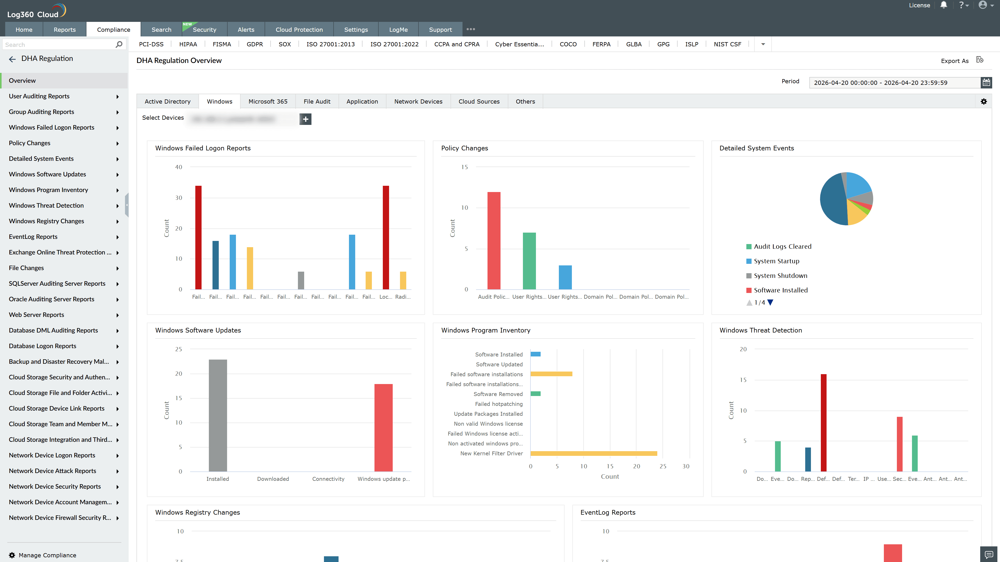 License
?
Log360 Cloud
Home
Reports
Compliance
Search
NEW
Security
Alerts
Cloud Protection
Settings
LogMe
Support
Search
PCI-DSS
HIPAA
FISMA
GDPR
SOX
ISO 27001:2013
ISO 27001:2022
CCPA and CPRA
Cyber Essentia...
COCO
FERPA
GLBA
GPG
ISLP
NIST CSF
DHA Regulation
Overview
User Auditing Reports
Group Auditing Reports
Windows Failed Logon Reports
Policy Changes
Detailed System Events
Windows Software Updates
Windows Program Inventory
Windows Threat Detection
Windows Registry Changes
EventLog Reports
Exchange Online Threat Protection ...
File Changes
SQLServer Auditing Server Reports
Oracle Auditing Server Reports
Web Server Reports
Database DML Auditing Reports
Database Logon Reports
Backup and Disaster Recovery Mal...
Cloud Storage Security and Authen...
Cloud Storage File and Folder Activi...
Cloud Storage Device Link Reports
Cloud Storage Team and Member M...
Cloud Storage Integration and Third...
Network Device Logon Reports
Network Device Attack Reports
Network Device Security Reports
Network Device Account Managem...
Network Device Firewall Security R...
Manage Compliance
DHA Regulation Overview
Export As
Period
2026-04-20 00:00:00 - 2026-04-20 23:59:59
Active Directory
Windows
Microsoft 365
File Audit
Application
Network Devices
Cloud Sources
Others
Select Devices
+
Windows Failed Logon Reports
40
30
20
10
0
Count
Fail... Fail... Fail... Fail... Fail... Fail... Fail... Fail... Fail... Fail... Fail... Loc... Radi...
Policy Changes
15
10
5
0
Count
Audit Polic... User Rights... User Rights... Domain Pol... Domain Pol... Domain Pol...
Detailed System Events
Audit Logs Cleared
System Startup
System Shutdown
Software Installed
1/4
Windows Software Updates
25
20
15
10
5
0
Count
Installed Downloaded Connectivity Windows update p...
Windows Program Inventory
Software Installed
Software Updated
Failed software installations
Failed software installations...
Software Removed
Failed hotpatching
Update Packages Installed
Non valid Windows license
Failed Windows license acti...
Non activated windows pro...
New Kernel Filter Driver
0 5 10 15 20 25 30
Count
Windows Threat Detection
20
15
10
5
0
Count
Do... Eve... Do... Rep... Def... Def... Ter... IP ... Use... Sec... Eve... Ant... Ant... Ant...
Windows Registry Changes
10
7.5
EventLog Reports
10
7.5